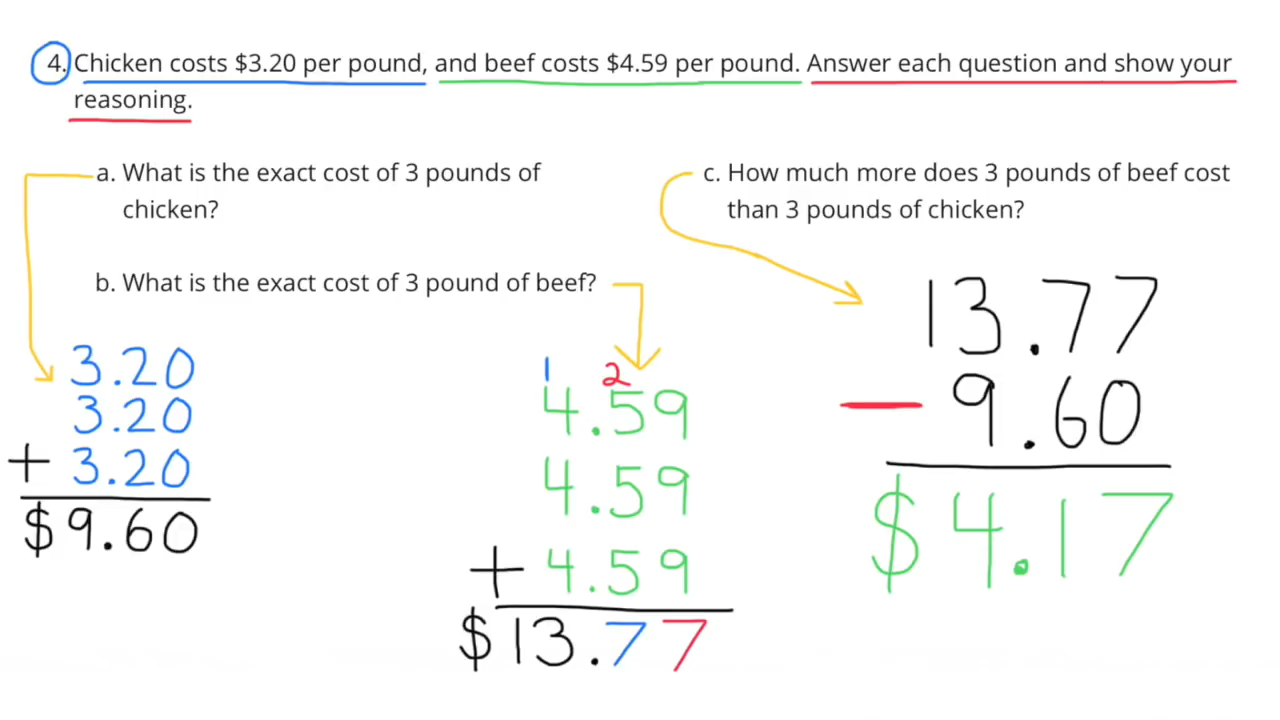 4. Chicken costs $3.20 per pound, and beef costs $4.59 per pound. Answer each question and show your
reasoning.
a. What is the exact cost of 3 pounds of
chicken?
b. What is the exact cost of 3 pound of beef?
3.20
3.20
+ 3.20
$9.60
1 2
4.59
4.59
+ 4.59
$13.77
c. How much more does 3 pounds of beef cost
than 3 pounds of chicken?
13.77
− 9.60
$4.17